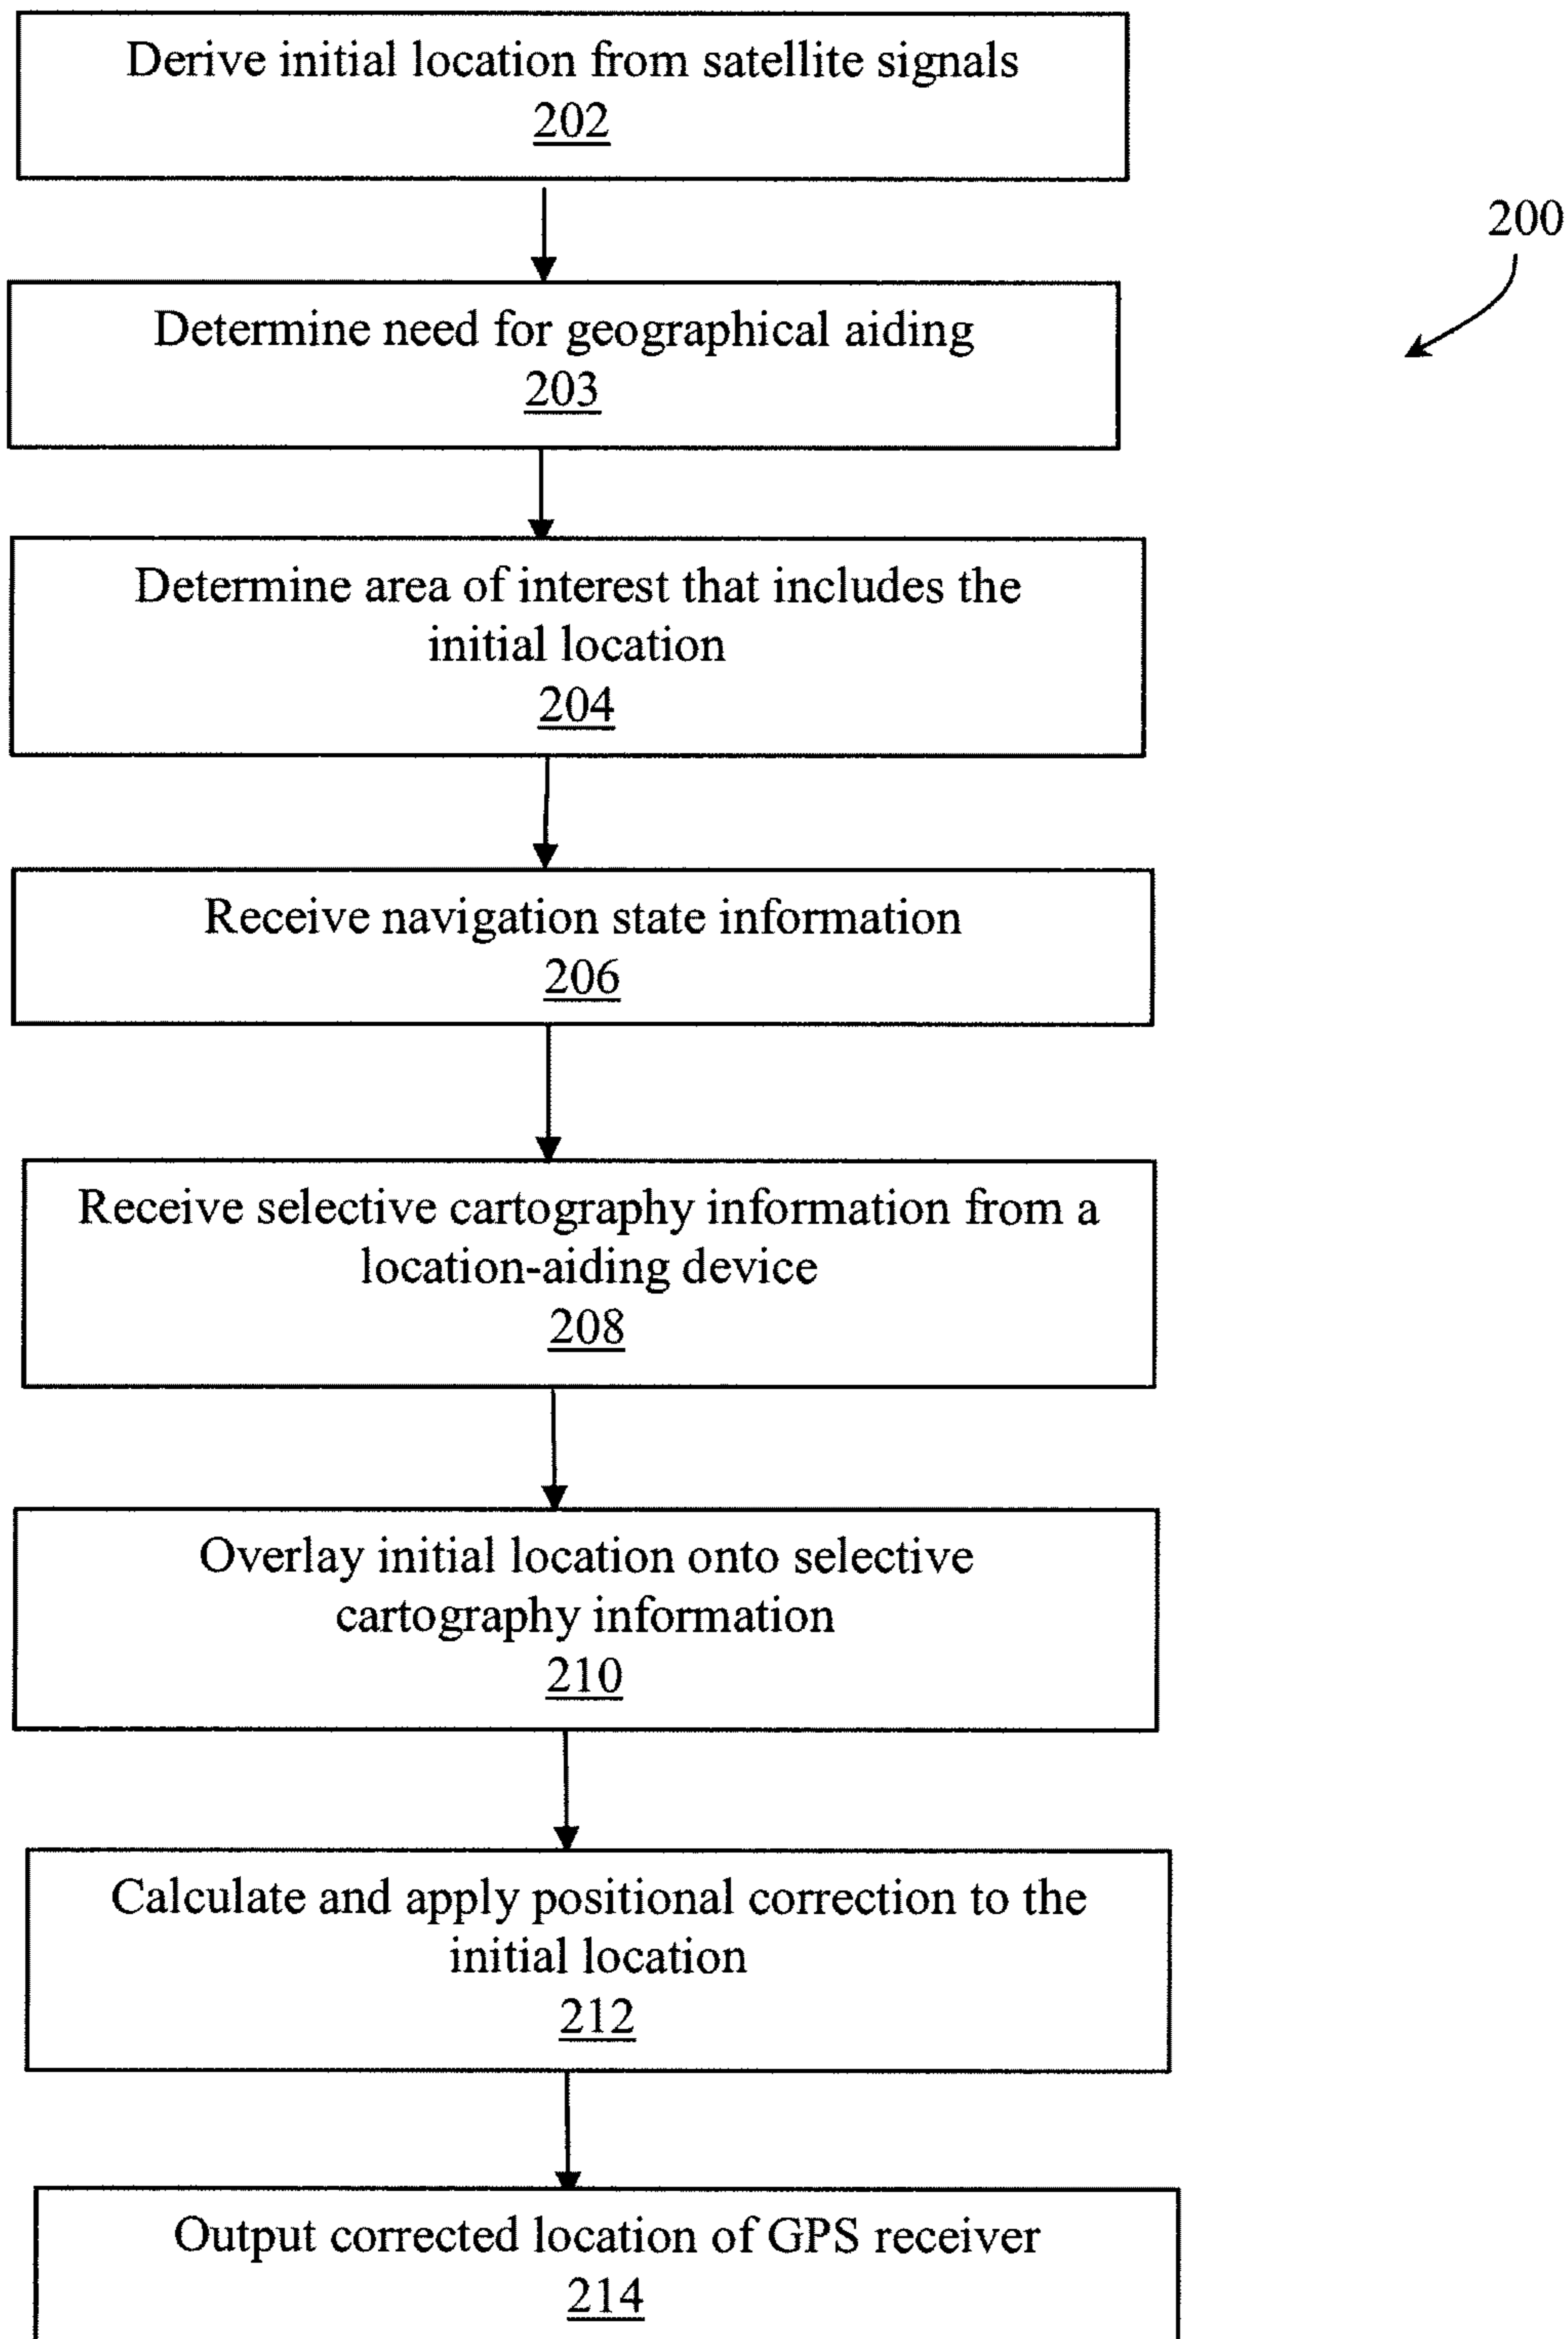 Derive initial location from satellite signals
202
200
Determine need for geographical aiding
203
Determine area of interest that includes the
initial location
204
Receive navigation state information
206
Receive selective cartography information from a
location-aiding device
208
Overlay initial location onto selective
cartography information
210
Calculate and apply positional correction to the
initial location
212
Output corrected location of GPS receiver
214